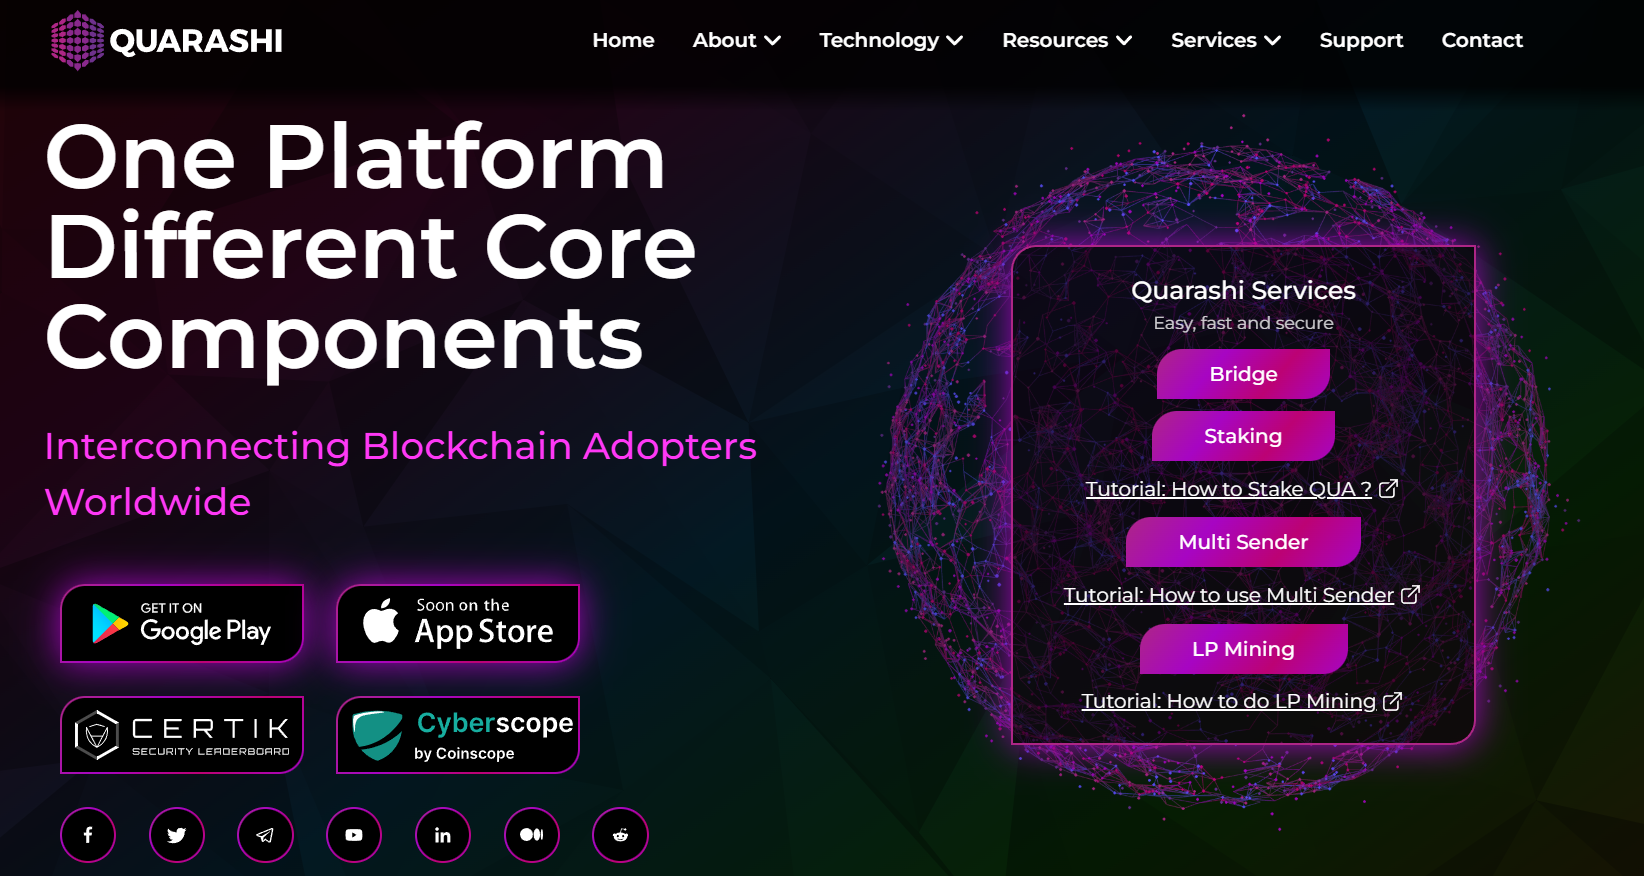 QUARASHI
Home
About
Technology
Resources
Services
Support
Contact
One Platform
Different Core
Components
Interconnecting Blockchain Adopters
Worldwide
GET IT ON
Google Play
Soon on the
App Store
CERTIK
SECURITY LEADERBOARD
Cyberscope
by Coinscope
Quarashi Services
Easy, fast and secure
Bridge
Staking
Tutorial: How to Stake QUA ?
Multi Sender
Tutorial: How to use Multi Sender
LP Mining
Tutorial: How to do LP Mining